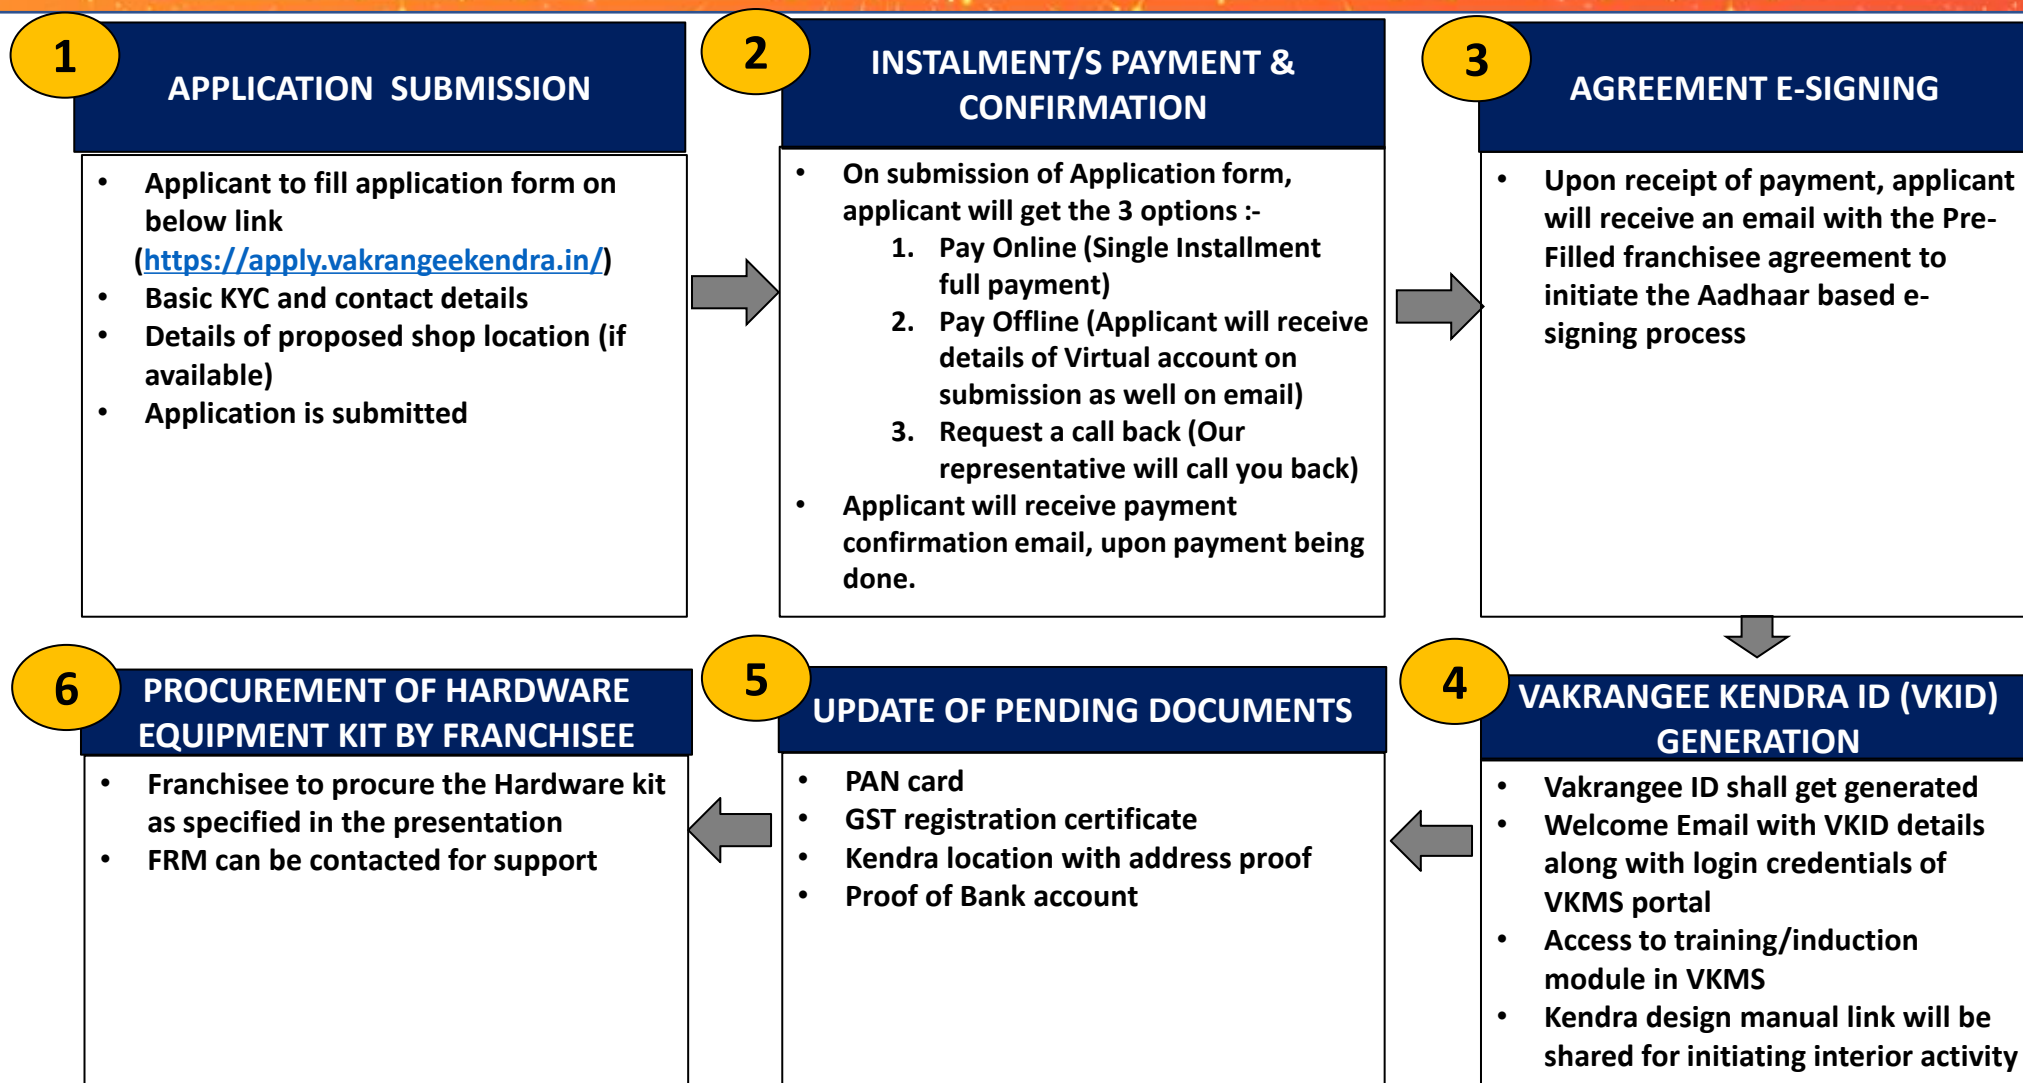 1
APPLICATION SUBMISSION
• Applicant to fill application form on
below link
(https://apply.vakrangeekendra.in/)
• Basic KYC and contact details
• Details of proposed shop location (if
available)
• Application is submitted
2
INSTALMENT/S PAYMENT &
CONFIRMATION
• On submission of Application form,
applicant will get the 3 options :-
1. Pay Online (Single Installment
full payment)
2. Pay Offline (Applicant will receive
details of Virtual account on
submission as well on email)
3. Request a call back (Our
representative will call you back)
• Applicant will receive payment
confirmation email, upon payment being
done.
3
AGREEMENT E-SIGNING
• Upon receipt of payment, applicant
will receive an email with the Pre-
Filled franchisee agreement to
initiate the Aadhaar based e-
signing process
4
VAKRANGEE KENDRA ID (VKID)
GENERATION
• Vakrangee ID shall get generated
• Welcome Email with VKID details
along with login credentials of
VKMS portal
• Access to training/induction
module in VKMS
• Kendra design manual link will be
shared for initiating interior activity
5
UPDATE OF PENDING DOCUMENTS
• PAN card
• GST registration certificate
• Kendra location with address proof
• Proof of Bank account
6
PROCUREMENT OF HARDWARE
EQUIPMENT KIT BY FRANCHISEE
• Franchisee to procure the Hardware kit
as specified in the presentation
• FRM can be contacted for support